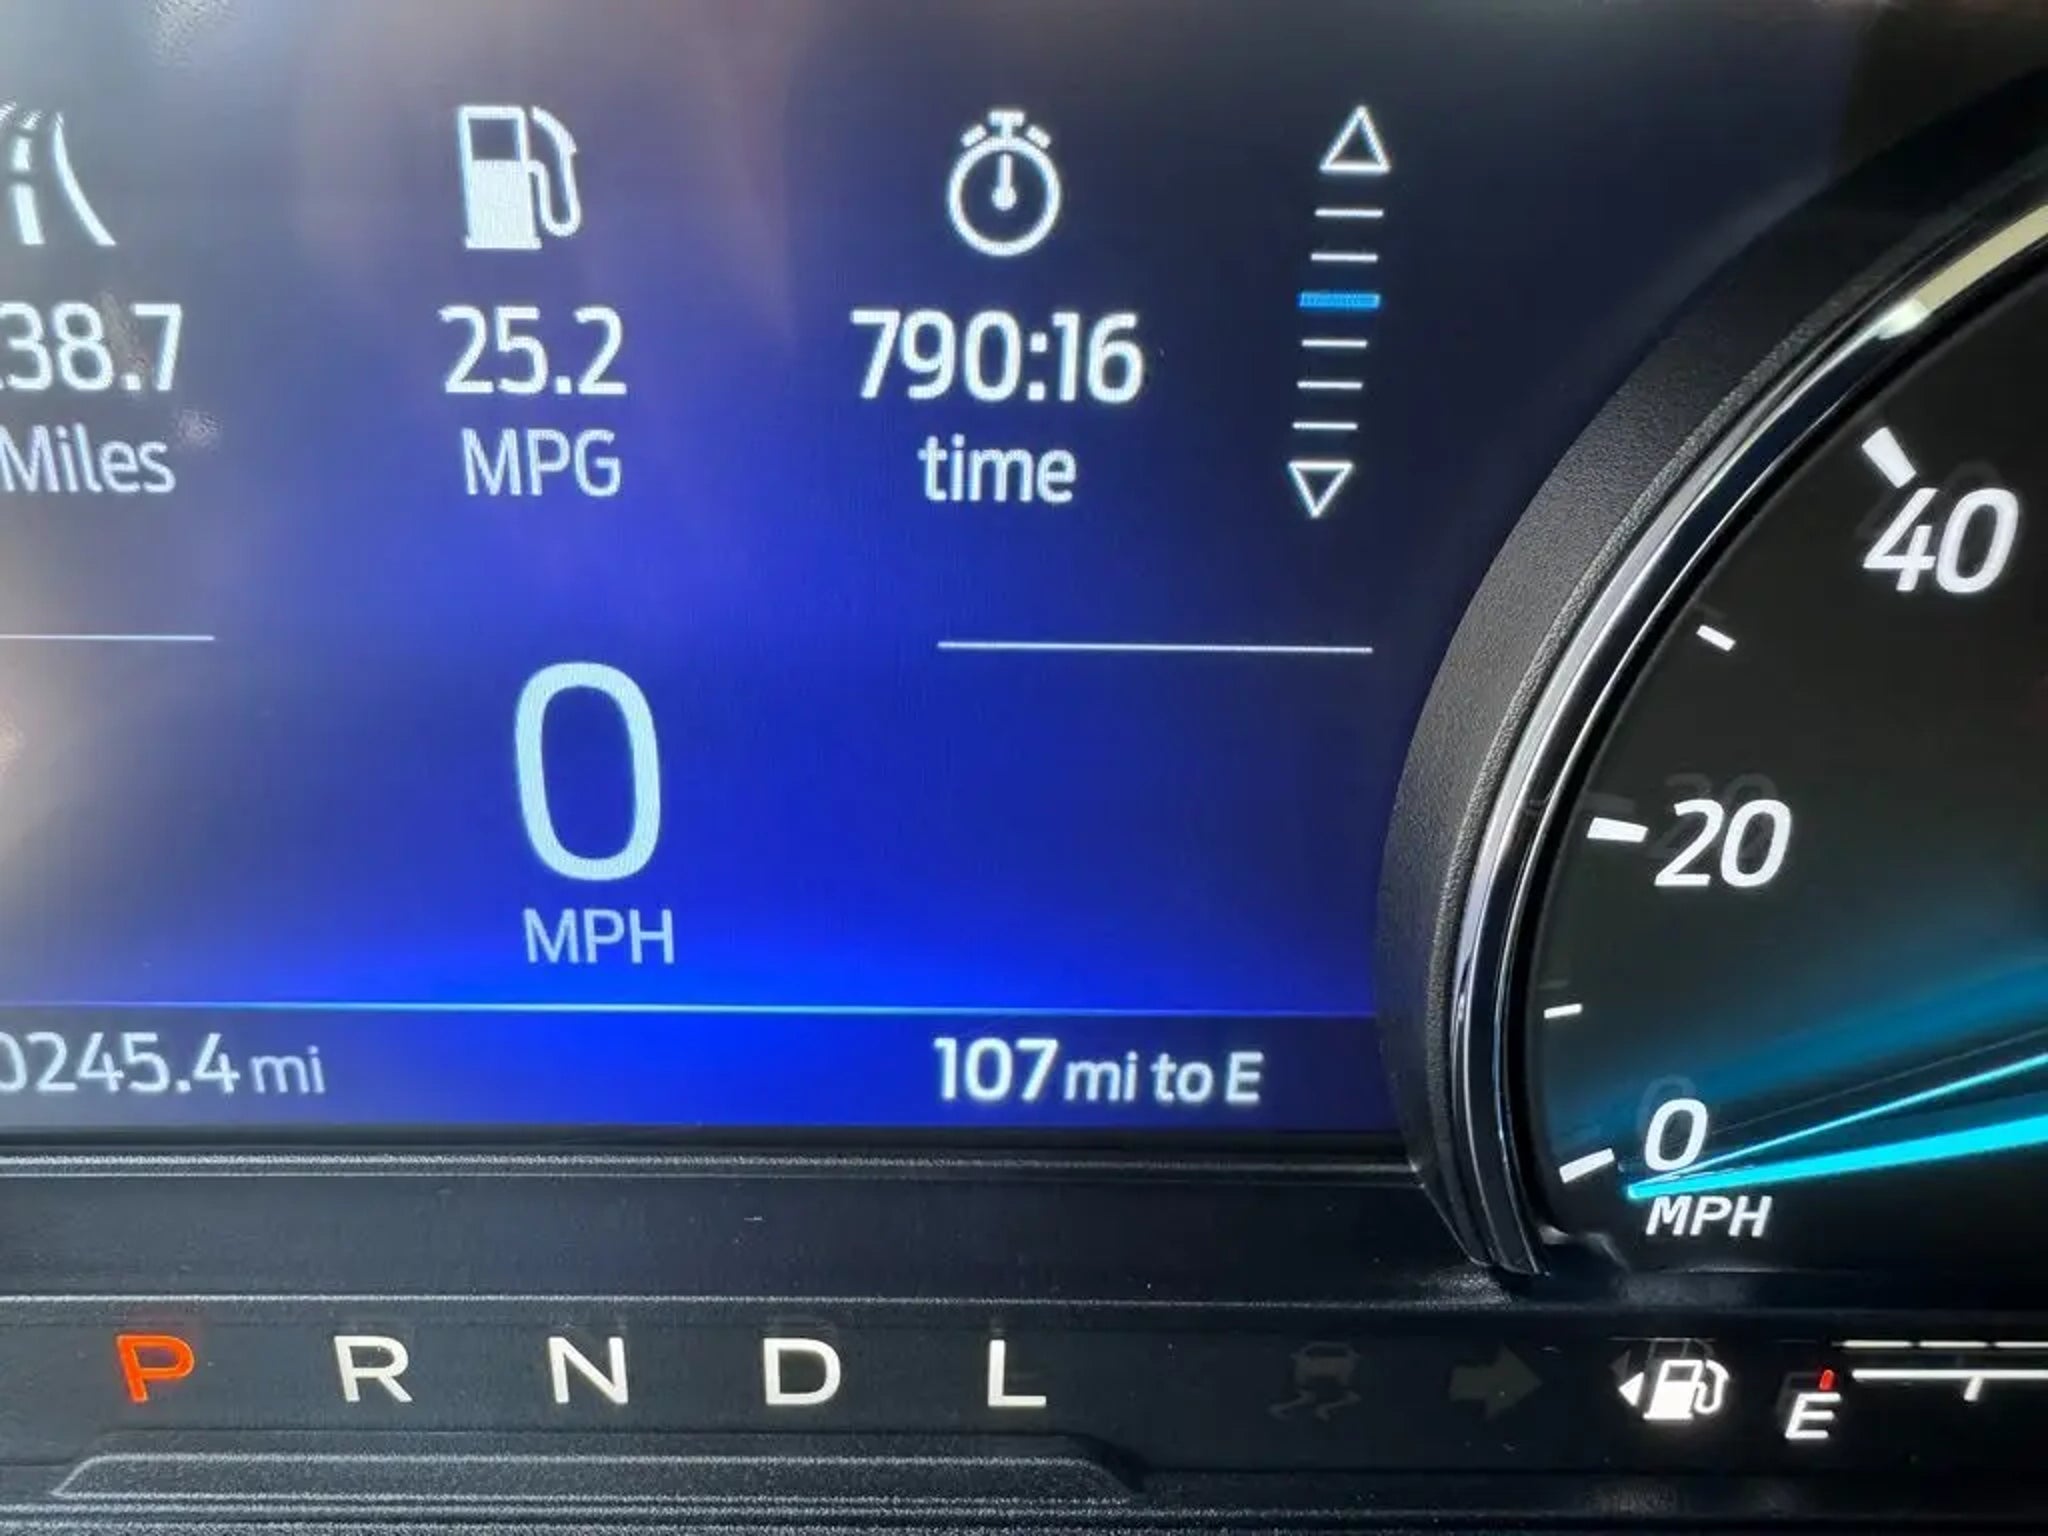 38.7
Miles
25.2
MPG
790:16
time
0
MPH
0245.4 mi
107 mi to E
40
20
0
MPH
P R N D L
E